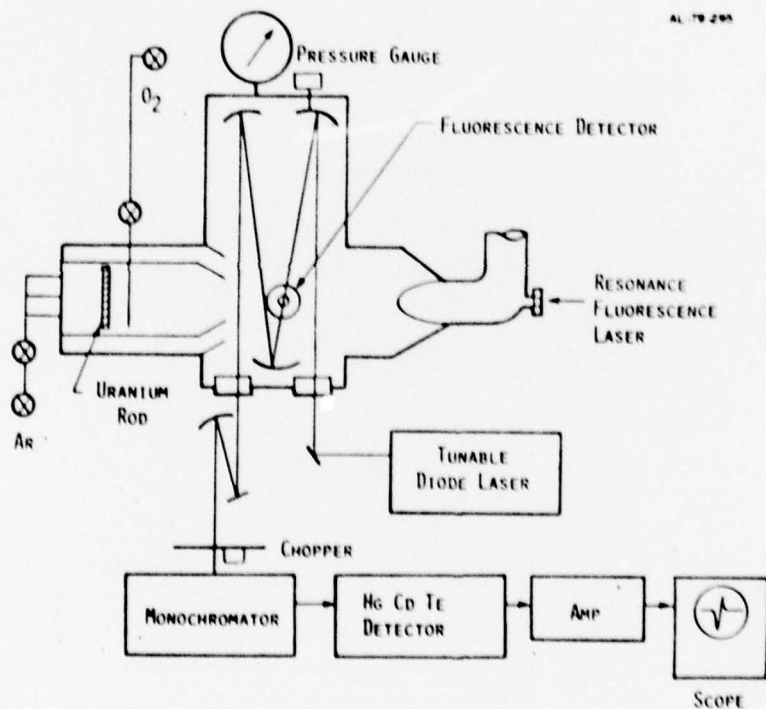 AL-79-295
PRESSURE GAUGE
O2
FLUORESCENCE DETECTOR
RESONANCE
FLUORESCENCE
LASER
URANIUM
ROD
AR
TUNABLE
DIODE LASER
CHOPPER
MONOCHROMATOR
HG CD TE
DETECTOR
AMP
SCOPE